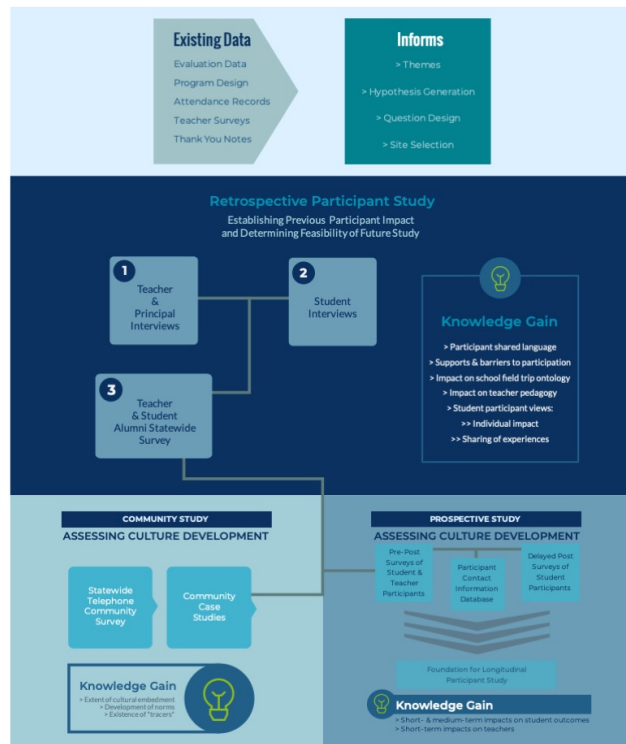 Existing Data
Evaluation Data
Program Design
Attendance Records
Teacher Surveys
Thank You Notes
Informs
> Themes
> Hypothesis Generation
> Question Design
> Site Selection
Retrospective Participant Study
Establishing Previous Participant Impact
and Determining Feasibility of Future Study
1
Teacher
&
Principal
Interviews
2
Student
Interviews
3
Teacher
& Student
Alumni Statewide
Survey
Knowledge Gain
> Participant shared language
> Supports & barriers to participation
> Impact on school field trip ontology
> Impact on teacher pedagogy
> Student participant views:
>> Individual impact
>> Sharing of experiences
COMMUNITY STUDY
ASSESSING CULTURE DEVELOPMENT
Statewide
Telephone
Community
Survey
Community
Case
Studies
Knowledge Gain
> Extent of cultural embedment
> Development of norms
> Existence of "tracers"
PROSPECTIVE STUDY
ASSESSING CULTURE DEVELOPMENT
Pre-Post
Surveys of
Student &
Teacher
Participants
Participant
Contact
Information
Database
Delayed Post
Surveys of
Student
Participants
Foundation for Longitudinal
Participant Study
Knowledge Gain
> Short- & medium-term impacts on student outcomes
> Short-term impacts on teachers